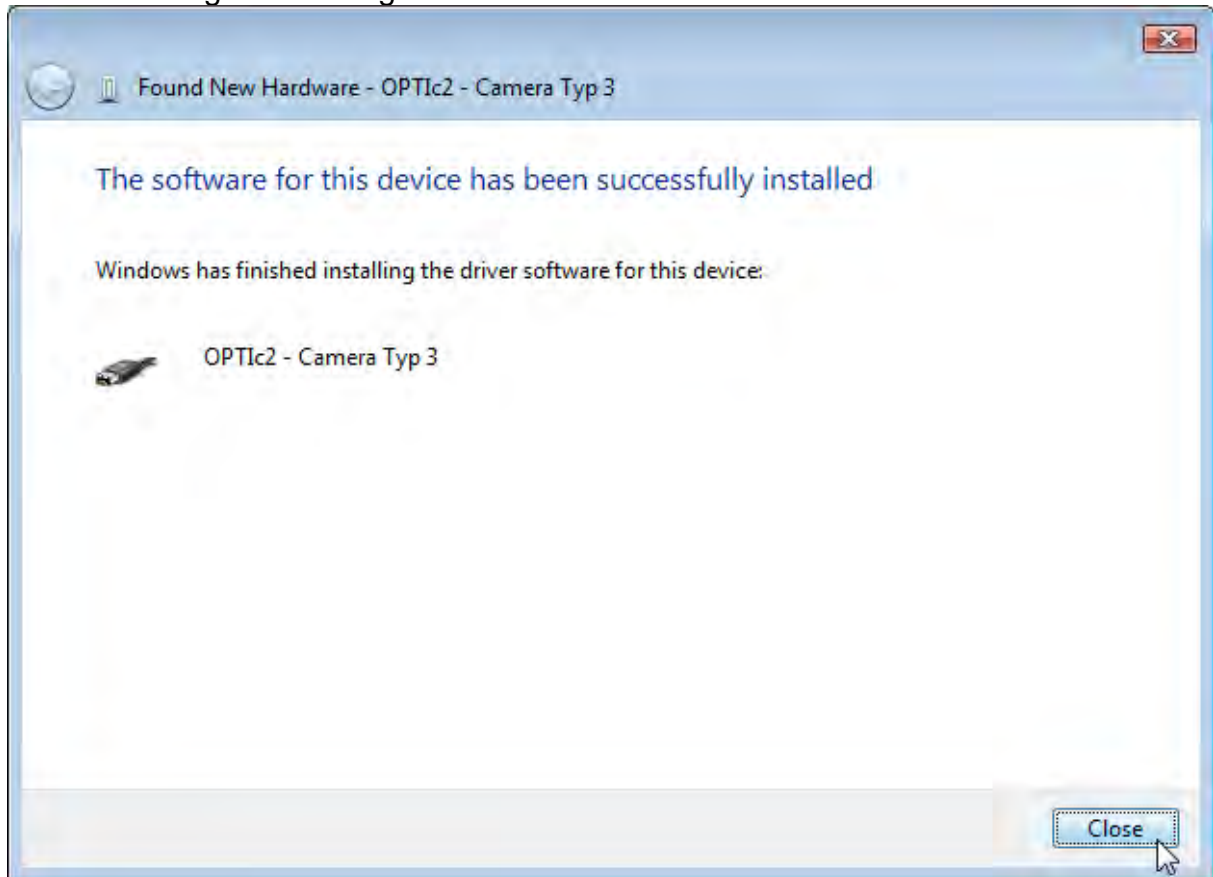 Found New Hardware - OPTIc2 - Camera Typ 3
The software for this device has been successfully installed
Windows has finished installing the driver software for this device:
OPTIc2 - Camera Typ 3
Close